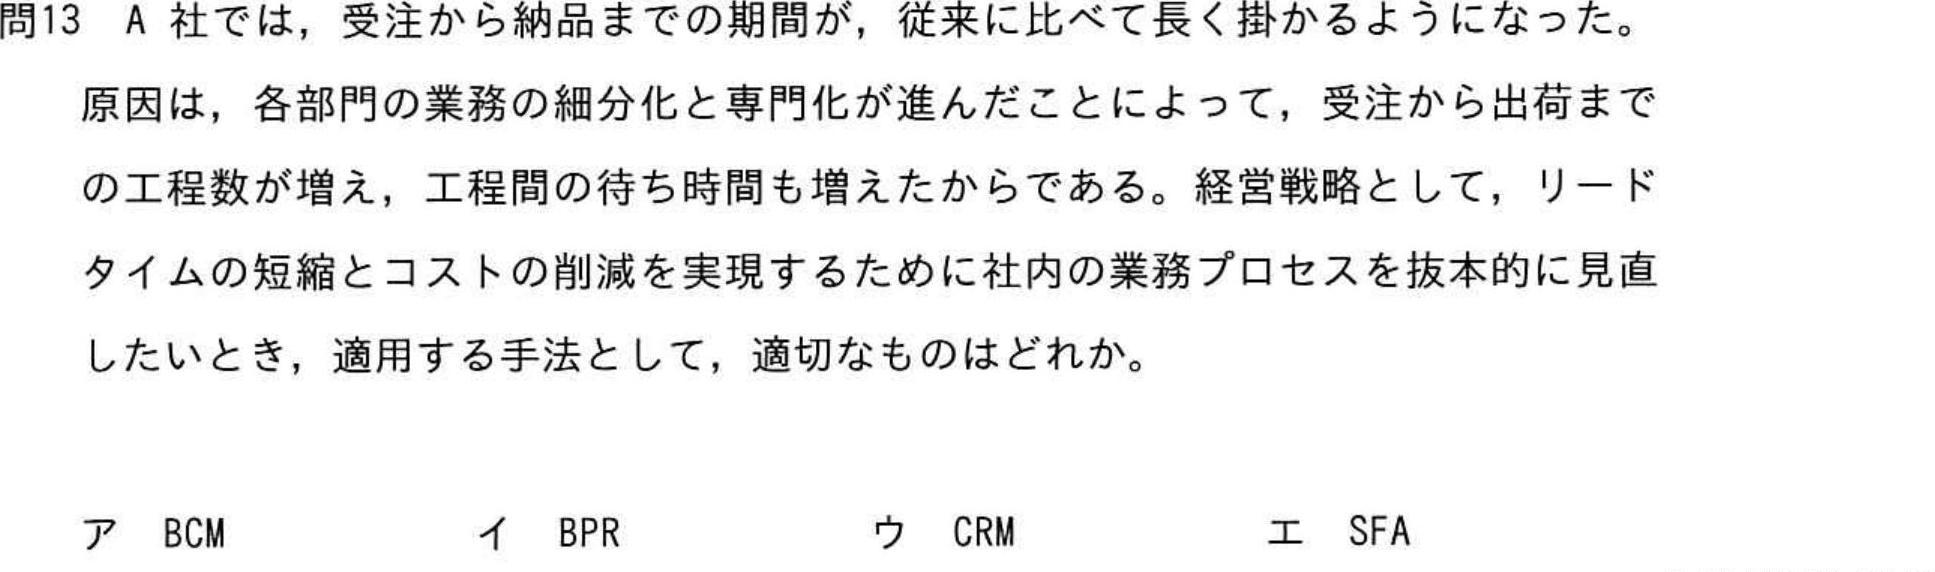 問13　A 社では，受注から納品までの期間が，従来に比べて長く掛かるようになった。
原因は，各部門の業務の細分化と専門化が進んだことによって，受注から出荷まで
の工程数が増え，工程間の待ち時間も増えたからである。経営戦略として，リード
タイムの短縮とコストの削減を実現するために社内の業務プロセスを抜本的に見直
したいとき，適用する手法として，適切なものはどれか。
ア　BCM　イ　BPR　ウ　CRM　エ　SFA